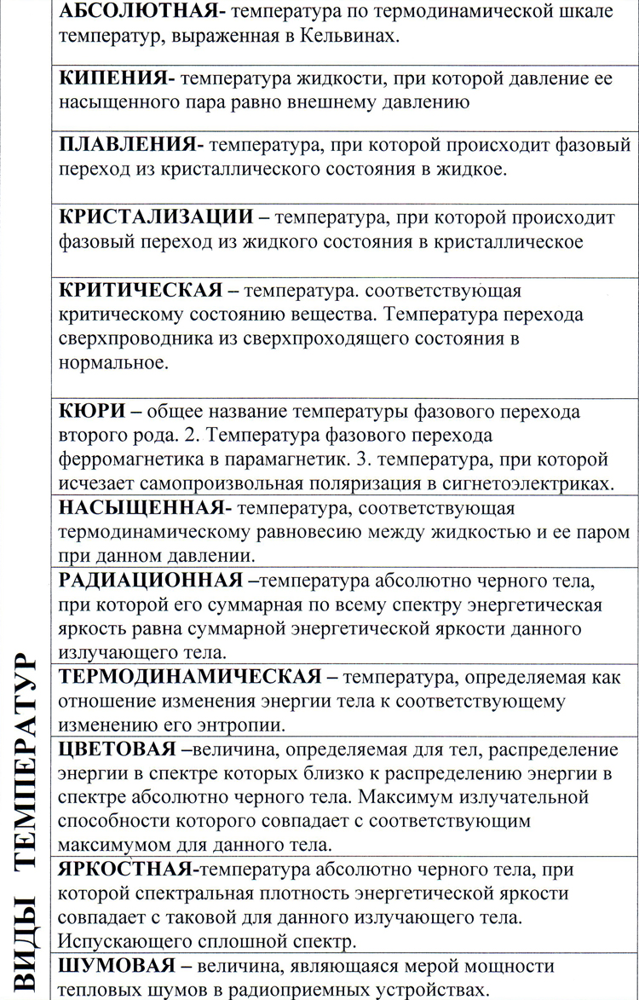 АБСОЛЮТНАЯ- температура по термодинамической шкале
температур, выраженная в Кельвинах.
КИПЕНИЯ- температура жидкости, при которой давление ее
насыщенного пара равно внешнему давлению
ПЛАВЛЕНИЯ- температура, при которой происходит фазовый
переход из кристаллического состояния в жидкое.
КРИСТАЛИЗАЦИИ – температура, при которой происходит
фазовый переход из жидкого состояния в кристаллическое
КРИТИЧЕСКАЯ – температура. соответствующая
критическому состоянию вещества. Температура перехода
сверхпроводника из сверхпроходящего состояния в
нормальное.
КЮРИ – общее название температуры фазового перехода
второго рода. 2. Температура фазового перехода
ферромагнетика в парамагнетик. 3. температура, при которой
исчезает самопроизвольная поляризация в сигнетоэлектриках.
НАСЫЩЕННАЯ- температура, соответствующая
термодинамическому равновесию между жидкостью и ее паром
при данном давлении.
РАДИАЦИОННАЯ –температура абсолютно черного тела,
при которой его суммарная по всему спектру энергетическая
яркость равна суммарной энергетической яркости данного
излучающего тела.
ТЕРМОДИНАМИЧЕСКАЯ – температура, определяемая как
отношение изменения энергии тела к соответствующему
изменению его энтропии.
ЦВЕТОВАЯ –величина, определяемая для тел, распределение
энергии в спектре которых близко к распределению энергии в
спектре абсолютно черного тела. Максимум излучательной
способности которого совпадает с соответствующим
максимумом для данного тела.
ЯРКОСТНАЯ-температура абсолютно черного тела, при
которой спектральная плотность энергетической яркости
совпадает с таковой для данного излучающего тела.
Испускающего сплошной спектр.
ШУМОВАЯ – величина, являющаяся мерой мощности
тепловых шумов в радиоприемных устройствах.
ВИДЫ ТЕМПЕРАТУР